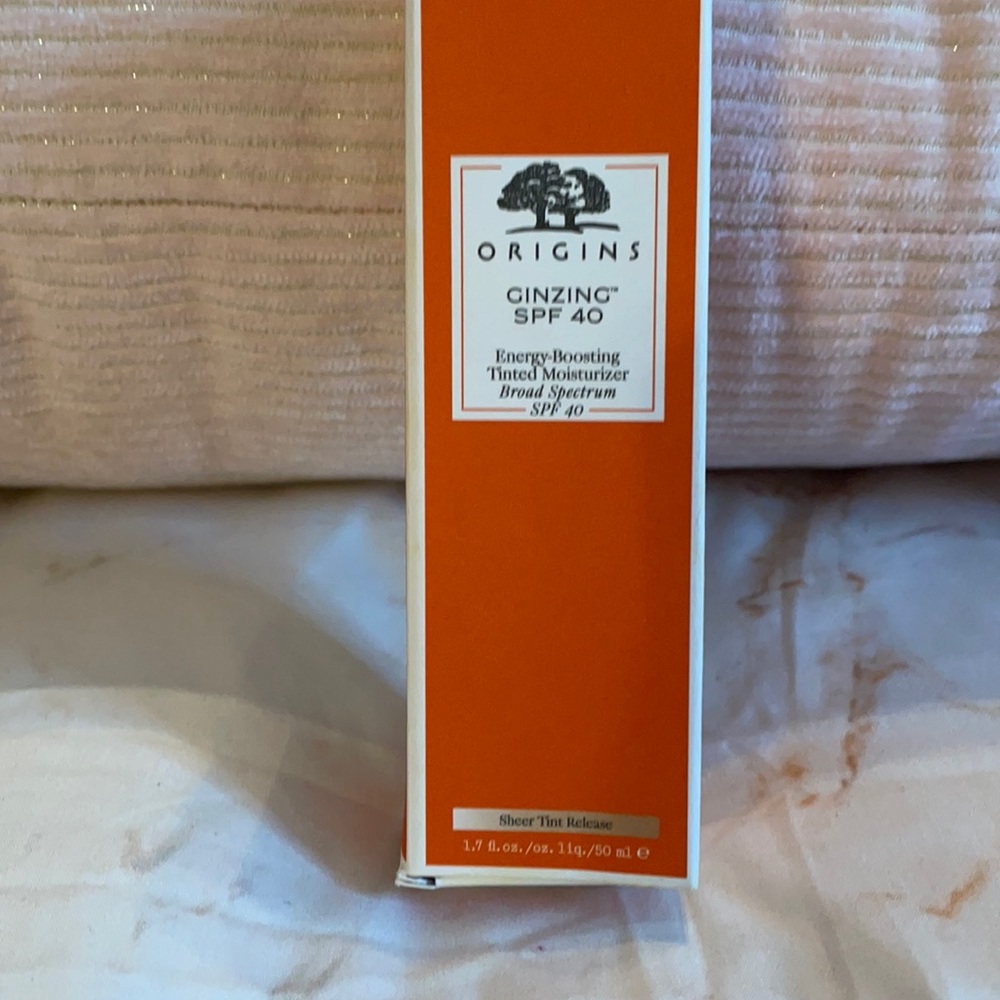 ORIGINS
GINZING™
SPF 40
Energy-Boosting
Tinted Moisturizer
Broad Spectrum
SPF 40
Sheer Tint Release
1.7 fl.oz./oz.liq./50 ml ℮